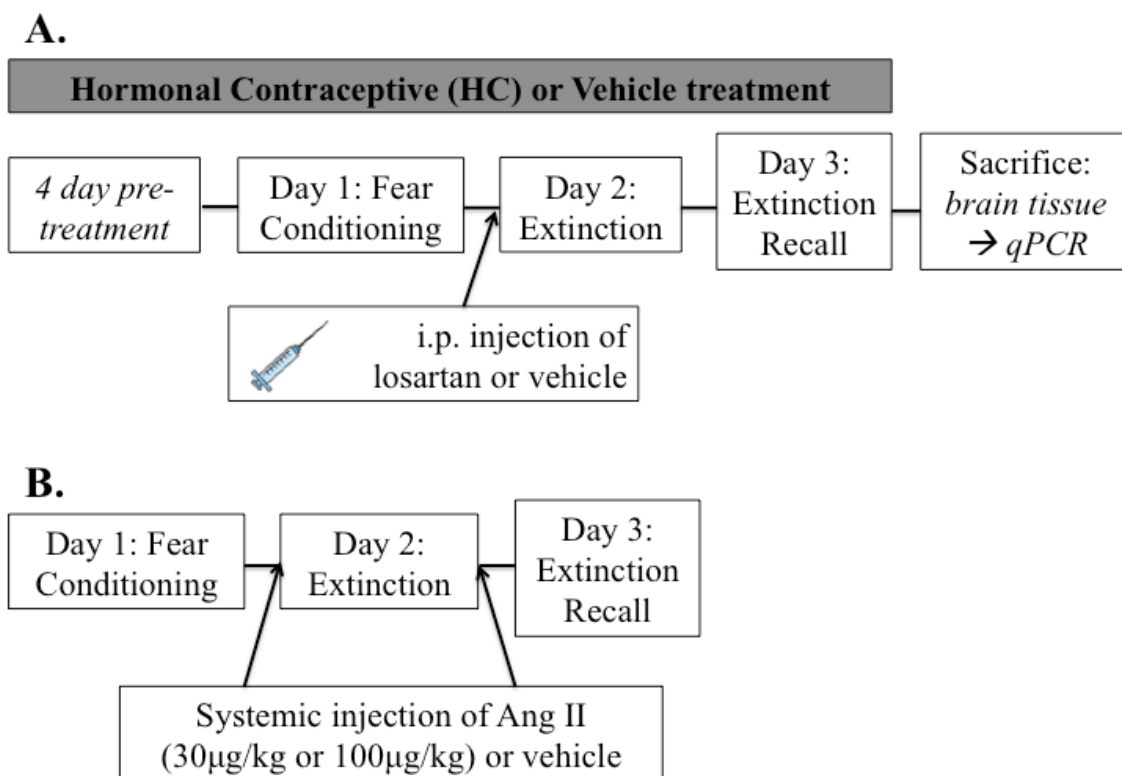 A.
Hormonal Contraceptive (HC) or Vehicle treatment
4 day pre-
treatment
Day 1: Fear
Conditioning
Day 2:
Extinction
Day 3:
Extinction
Recall
Sacrifice:
brain tissue
→ qPCR
i.p. injection of
losartan or vehicle
B.
Day 1: Fear
Conditioning
Day 2:
Extinction
Day 3:
Extinction
Recall
Systemic injection of Ang II
(30μg/kg or 100μg/kg) or vehicle